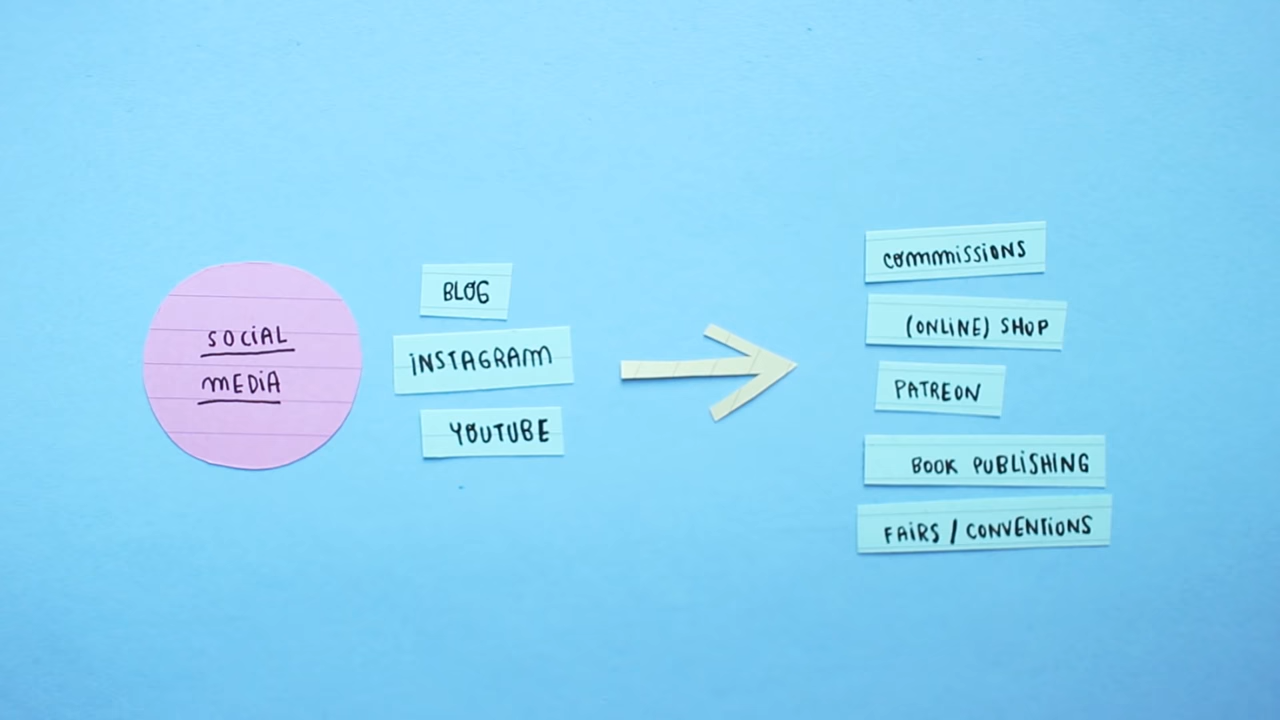 SOCiAL
MEDiA
BLOG
iNSTAGRAM
YOUTUBE
COMMiSSiONS
(ONLiNE) SHOP
PATREON
BOOK PUBLiSHiNG
FAiRS / CONVENTiONS